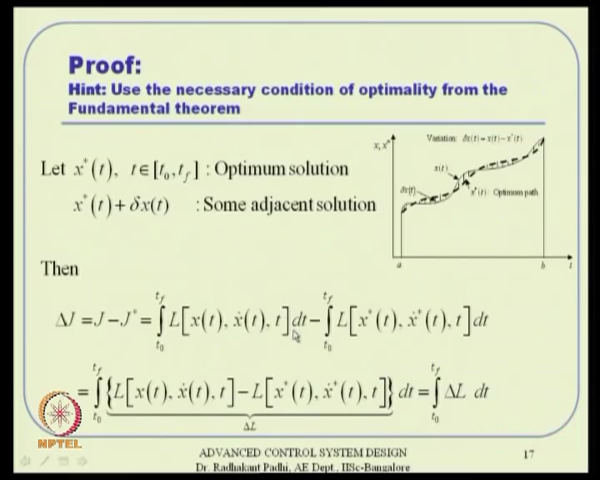 Proof:
Hint: Use the necessary condition of optimality from the
Fundamental theorem
Let x*(t), t∈[t₀,t_f] : Optimum solution
x*(t)+δx(t) : Some adjacent solution
x, x*
Variation: δx(t)=x(t)−x*(t)
x(t)
δx(t)
x*(t): Optimum path
a
b
t
Then
ΔJ = J−J* = ∫_{t₀}^{t_f} L[x(t), ẋ(t), t]dt − ∫_{t₀}^{t_f} L[x*(t), ẋ*(t), t]dt
= ∫_{t₀}^{t_f} {L[x(t), ẋ(t), t]−L[x*(t), ẋ*(t), t]} dt = ∫_{t₀}^{t_f} ΔL dt
ΔL
NPTEL
ADVANCED CONTROL SYSTEM DESIGN
Dr. Radhakant Padhi, AE Dept., IISc-Bangalore
17